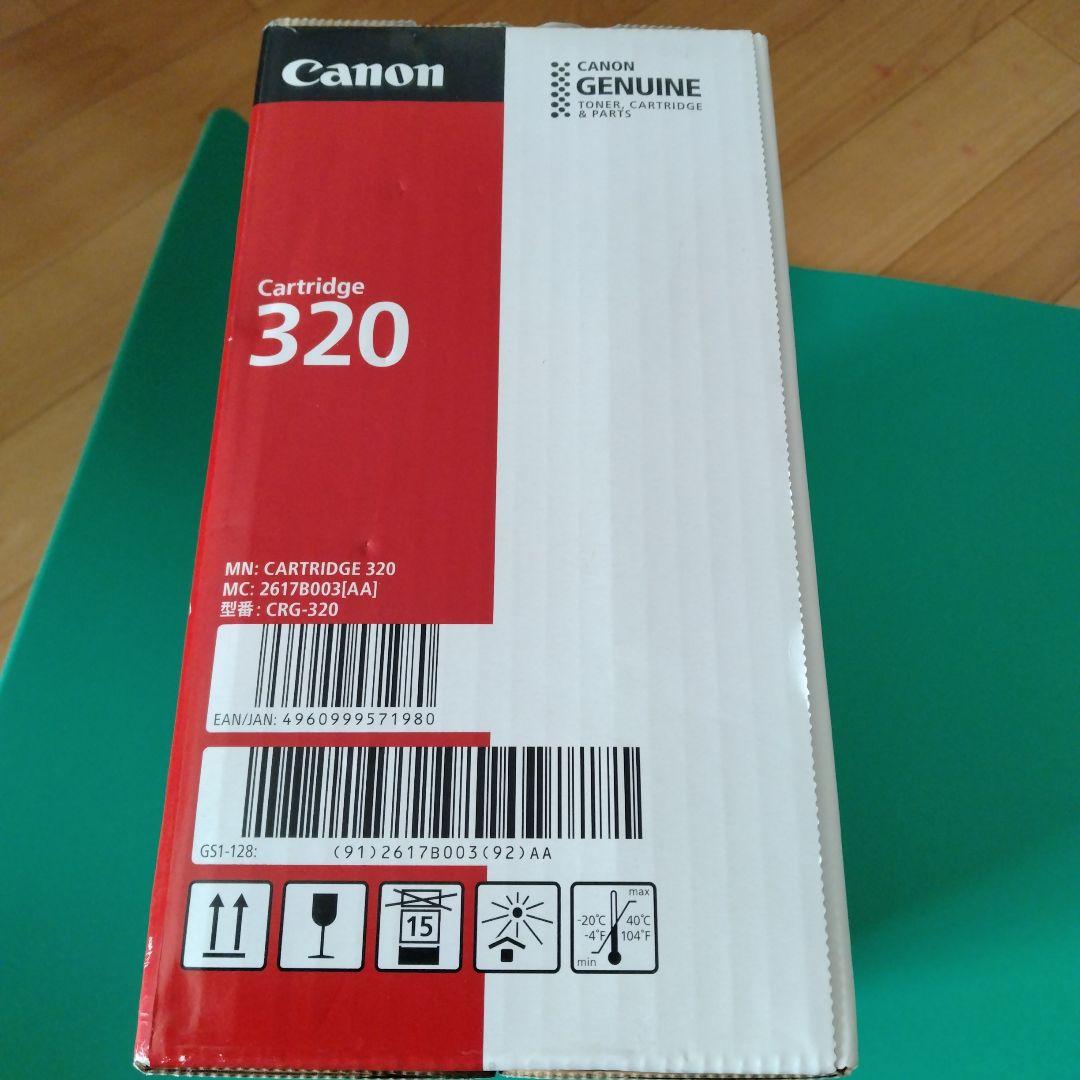 Canon
CANON
GENUINE
TONER, CARTRIDGE
& PARTS
Cartridge
320
MN: CARTRIDGE 320
MC: 2617B003[AA]
型番: CRG-320
EAN/JAN: 4960999571980
GS1-128: (91)2617B003(92)AA
15
max
-20°C 40°C
-4°F 104°F
min